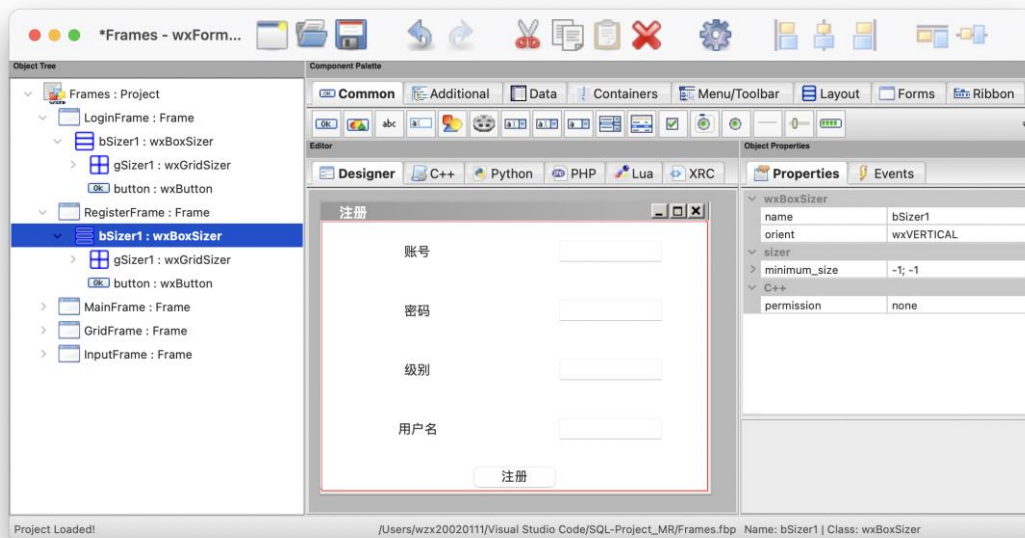 *Frames - wxForm...
Object Tree
Frames : Project
LoginFrame : Frame
bSizer1 : wxBoxSizer
gSizer1 : wxGridSizer
Ok button : wxButton
RegisterFrame : Frame
bSizer1 : wxBoxSizer
gSizer1 : wxGridSizer
Ok button : wxButton
MainFrame : Frame
GridFrame : Frame
InputFrame : Frame
Component Palette
Common Additional Data Containers Menu/Toolbar Layout Forms Ribbon
OK abc
Editor
Designer C++ Python PHP Lua XRC
注册
账号
密码
级别
用户名
注册
Object Properties
Properties Events
wxBoxSizer
name bSizer1
orient wxVERTICAL
sizer
minimum_size -1; -1
C++
permission none
Project Loaded! /Users/wzx20020111/Visual Studio Code/SQL-Project_MR/Frames.fbp Name: bSizer1 | Class: wxBoxSizer